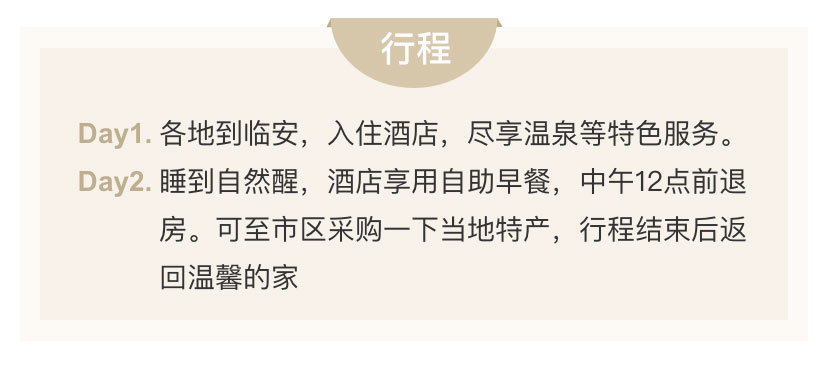 行程
Day1. 各地到临安，入住酒店，尽享温泉等特色服务。
Day2. 睡到自然醒，酒店享用自助早餐，中午12点前退
房。可至市区采购一下当地特产，行程结束后返
回温馨的家